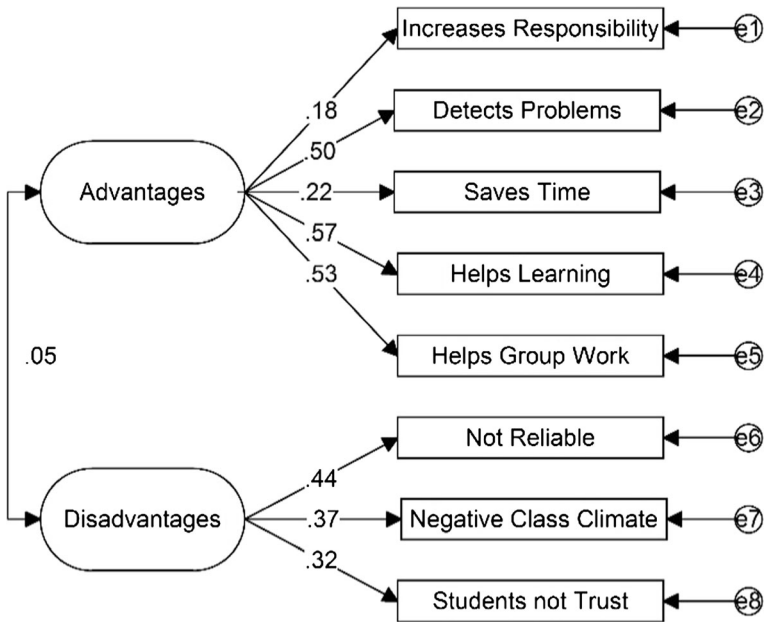 Increases Responsibility
e1
.18
Detects Problems
e2
.50
Advantages
.22
Saves Time
e3
.57
Helps Learning
e4
.53
Helps Group Work
e5
.05
Not Reliable
e6
.44
Disadvantages
.37
Negative Class Climate
e7
.32
Students not Trust
e8